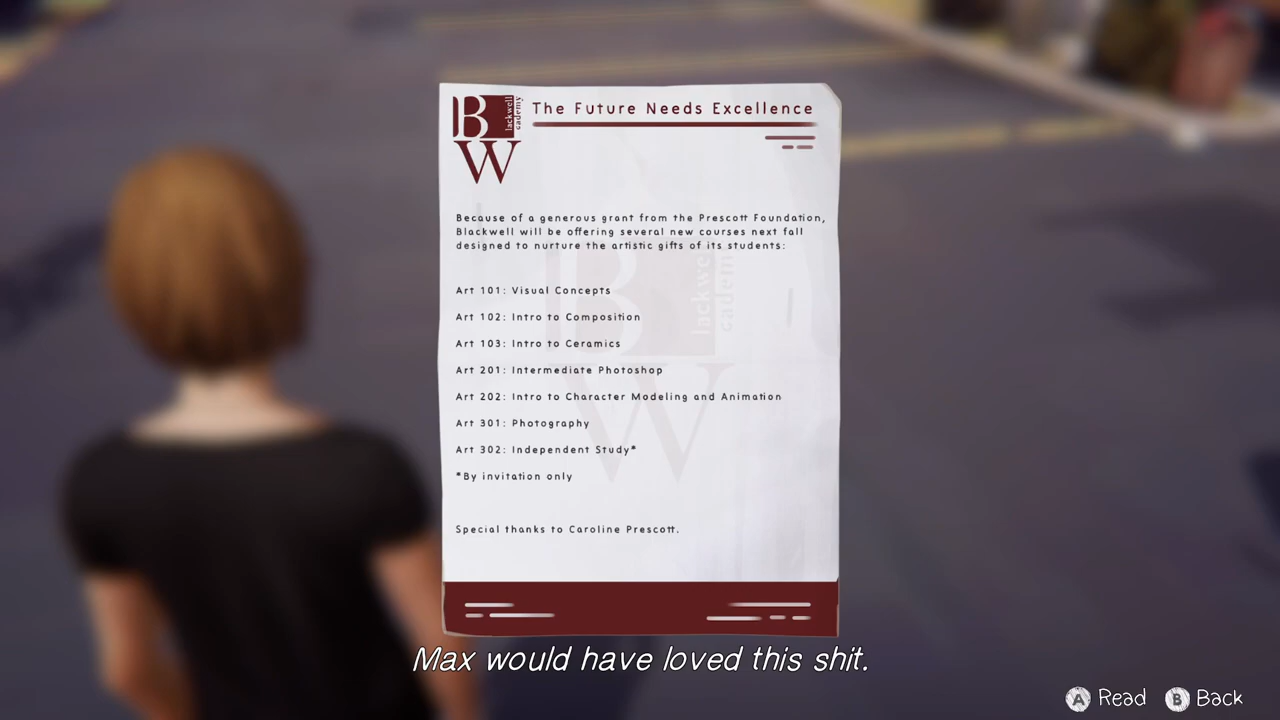 B
lackwell
cademy
W
The Future Needs Excellence
Because of a generous grant from the Prescott Foundation,
Blackwell will be offering several new courses next fall
designed to nurture the artistic gifts of its students:
Art 101: Visual Concepts
Art 102: Intro to Composition
Art 103: Intro to Ceramics
Art 201: Intermediate Photoshop
Art 202: Intro to Character Modeling and Animation
Art 301: Photography
Art 302: Independent Study*
*By invitation only
Special thanks to Caroline Prescott.
B
lackwell
cademy
W
Max would have loved this shit.
A Read B Back